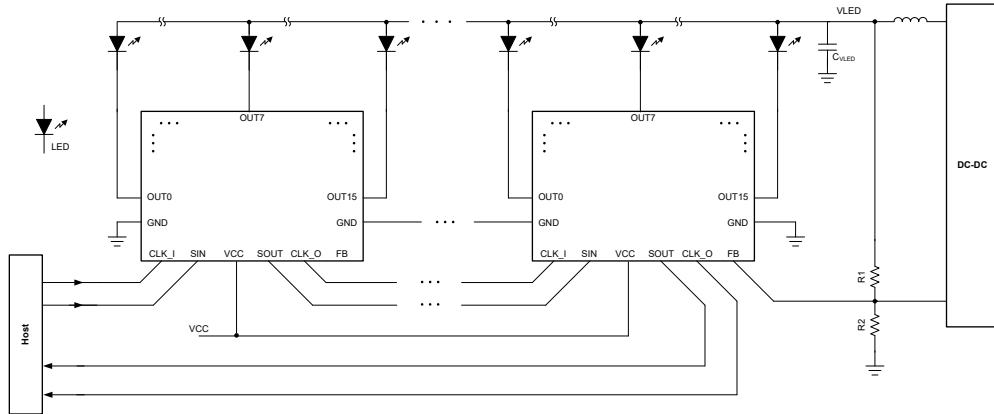 VLED
CVLED
LED
OUT7
OUT7
DC-DC
OUT0
OUT15
OUT0
OUT15
GND
GND
GND
GND
CLK_I SIN VCC SOUT CLK_O FB
CLK_I SIN VCC SOUT CLK_O FB
R1
R2
VCC
Host